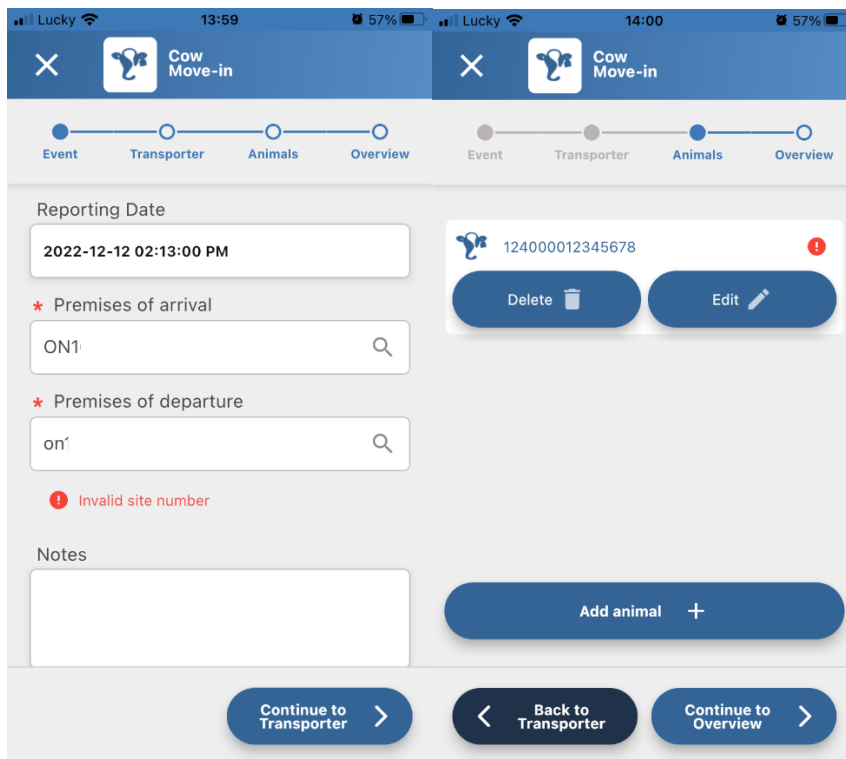 Lucky 13:59 57%
Cow
Move-in
Event Transporter Animals Overview
Reporting Date
2022-12-12 02:13:00 PM
* Premises of arrival
ON1
* Premises of departure
on1
Invalid site number
Notes
Continue to
Transporter
Lucky 14:00 57%
Cow
Move-in
Event Transporter Animals Overview
124000012345678
Delete Edit
Add animal +
Back to
Transporter
Continue to
Overview